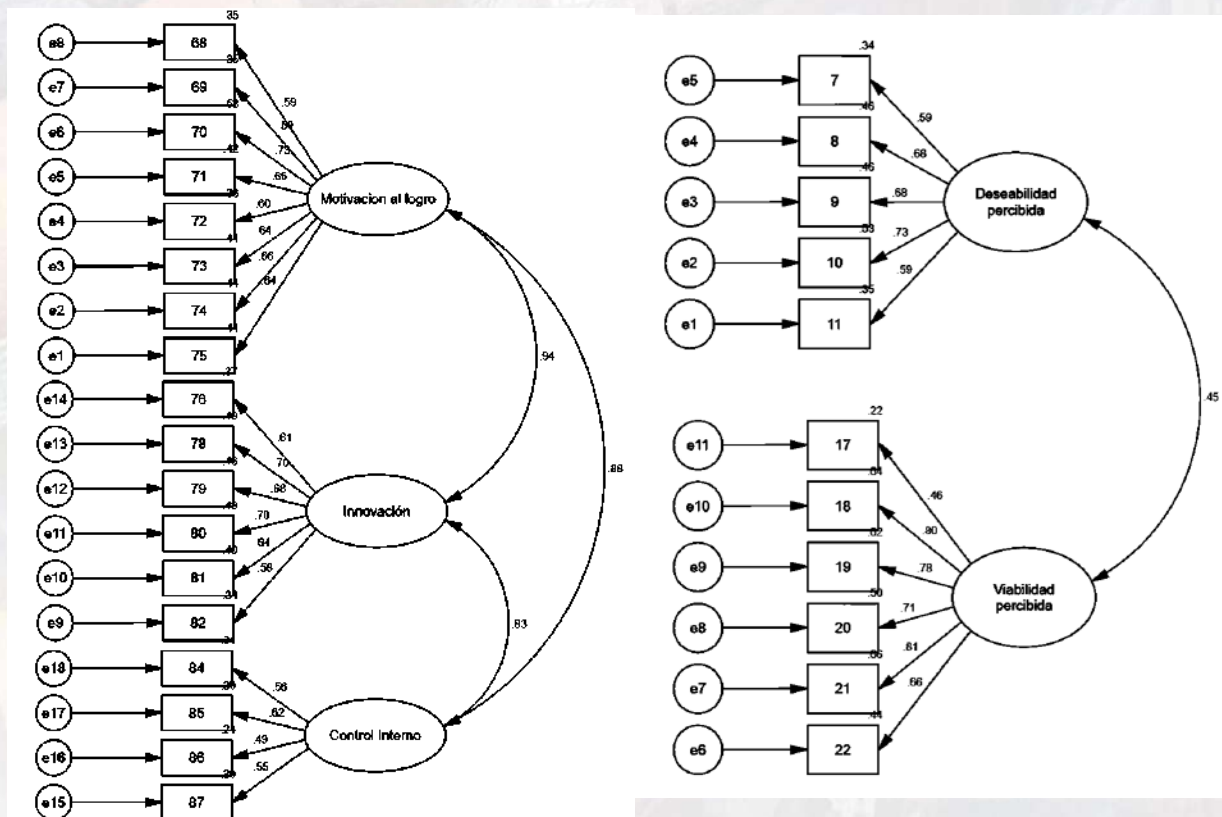 .35
e8
68
.59
e7
69
e6
70
.73
.42
e5
71
.65
e4
72
.60
e3
73
.64
e2
74
.66
e1
75
.64
Motivacion al logro
.94
.88
e14
76
.61
e13
78
.70
e12
79
.68
e11
80
.70
e10
81
e9
82
Innovación
.83
e18
84
.56
e17
85
.62
e16
86
.49
e15
87
.55
Control Interno
.34
e5
7
.59
.46
e4
8
.68
.46
e3
9
.68
.53
e2
10
.73
.35
e1
11
.59
Deseabilidad
percibida
.45
.22
e11
17
.46
.64
e10
18
.80
.62
e9
19
.78
.50
e8
20
.71
.66
e7
21
.81
.44
e6
22
.66
Viabilidad
percibida